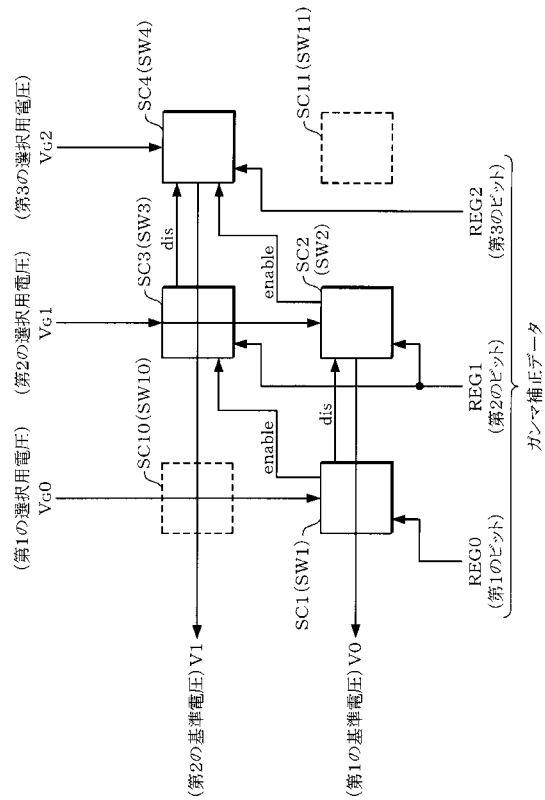 (第1の選択用電圧)
VG0
(第2の選択用電圧)
VG1
(第3の選択用電圧)
VG2
SC10(SW10)
SC3(SW3)
SC4(SW4)
dis
(第2の基準電圧)V1
enable
enable
SC1(SW1)
dis
SC2
(SW2)
SC11(SW11)
(第1の基準電圧)V0
REG0
(第1のビット)
REG1
(第2のビット)
REG2
(第3のビット)
ガンマ補正データ